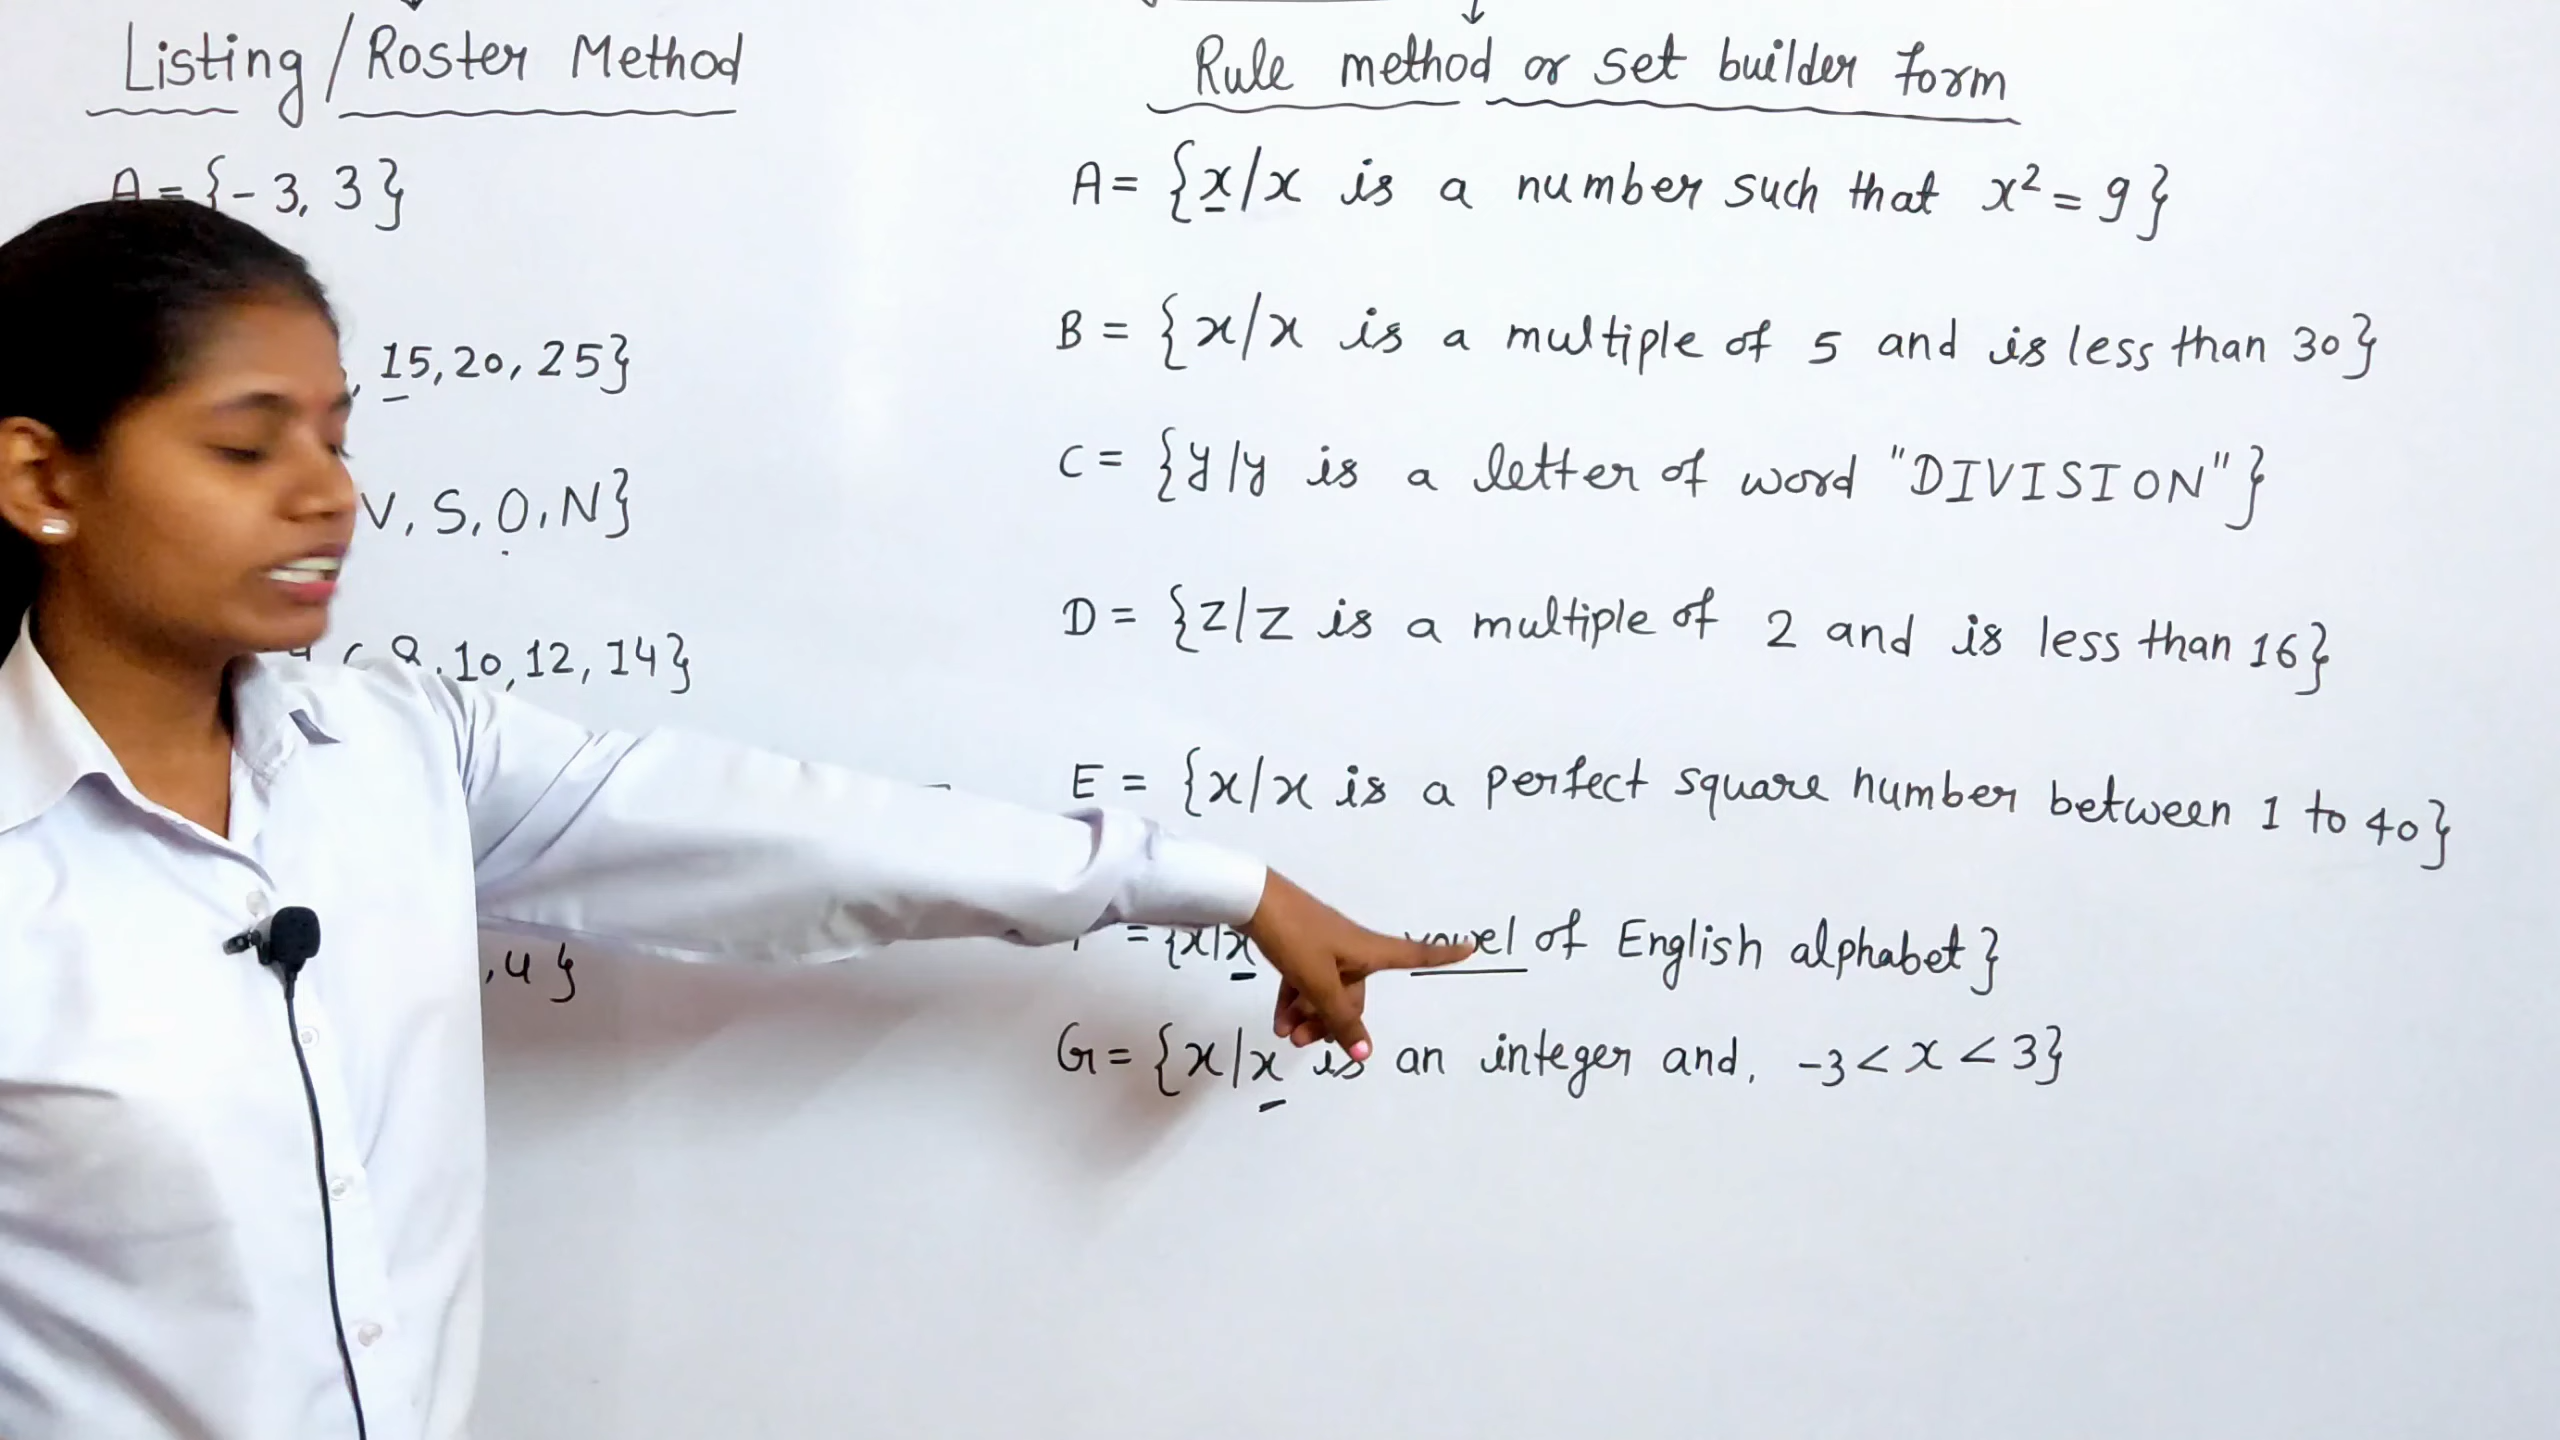 Listing/Roster Method
A = {-3, 3}
, 15, 20, 25}
V, S, O, N}
8, 10, 12, 14}
, u}
Rule method or set builder form
A = {x/x is a number such that x² = 9}
B = {x/x is a multiple of 5 and is less than 30}
C = {y/y is a letter of word "DIVISION"}
D = {z/z is a multiple of 2 and is less than 16}
E = {x/x is a perfect square number between 1 to 40}
= {x/x vowel of English alphabet}
G = {x/x is an integer and, -3 < x < 3}